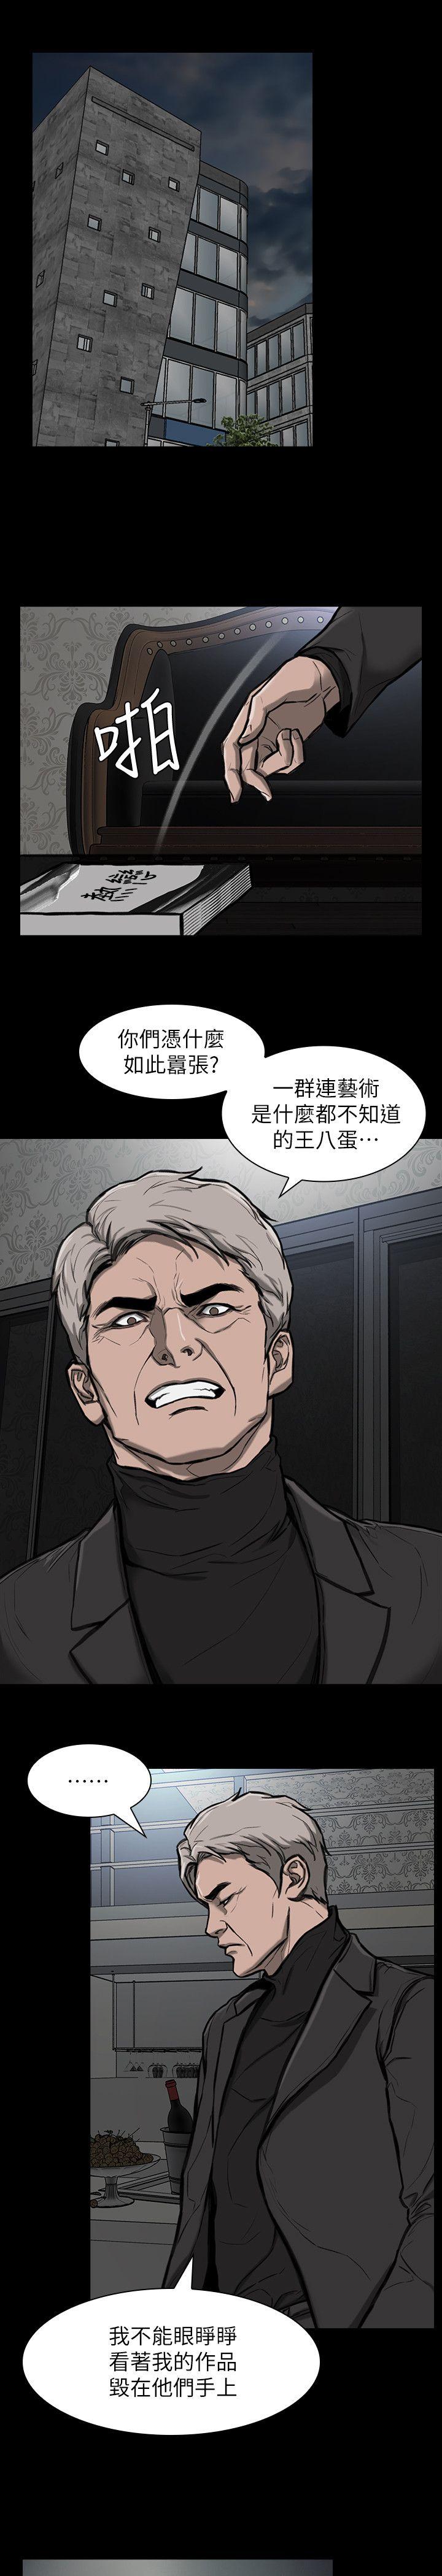 啪
熱戀
你們憑什麼
如此囂張?
一群連藝術
是什麼都不知道
的王八蛋⋯
⋯⋯
我不能眼睜睜
看著我的作品
毀在他們手上